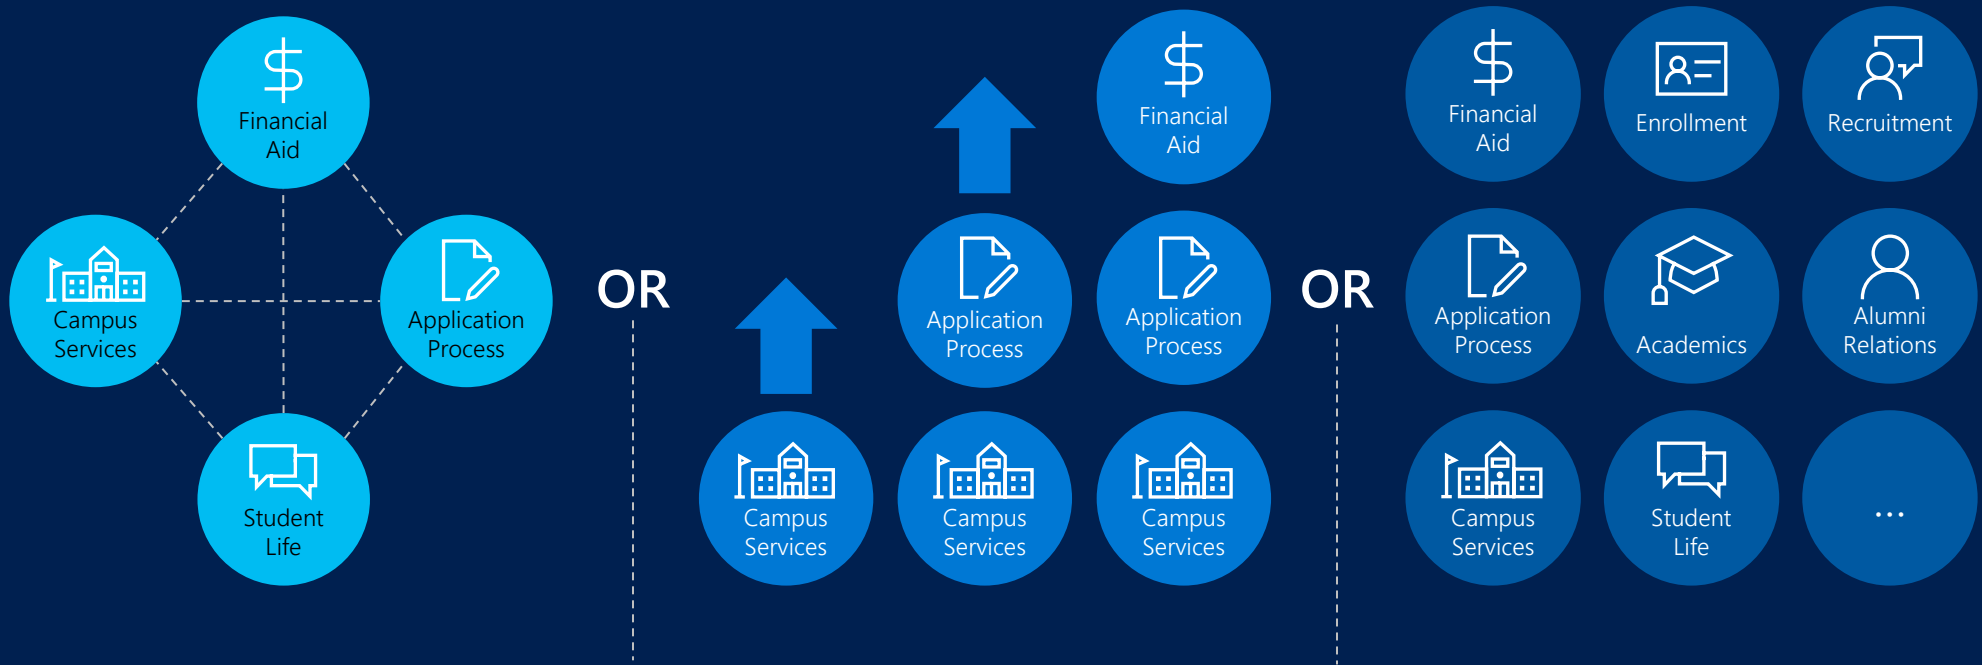 Financial
Aid
Campus
Services
Application
Process
Student
Life
OR
Financial
Aid
Application
Process
Application
Process
Campus
Services
Campus
Services
Campus
Services
OR
Financial
Aid
Enrollment
Recruitment
Application
Process
Academics
Alumni
Relations
Campus
Services
Student
Life
...